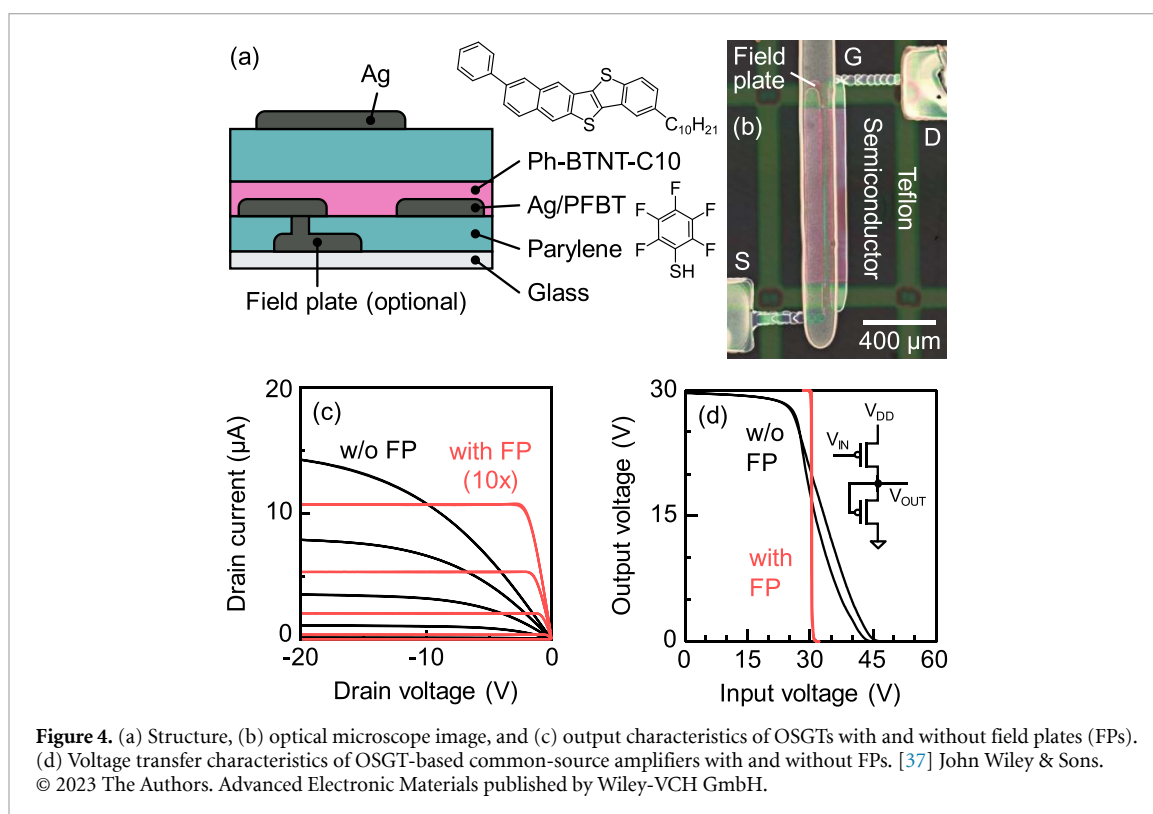 (a)
Ag
S
S
C10H21
Ph-BTNT-C10
Ag/PFBT
Parylene
Glass
Field plate (optional)
F
F
F
F
F
SH
Field
plate
G
(b)
D
Semiconductor
Teflon
S
400 µm
(c)
20
10
0
-20
-10
0
w/o FP
with FP
(10x)
Drain current (µA)
Drain voltage (V)
(d)
30
15
0
0
15
30
45
60
w/o
FP
with
FP
VDD
VIN
VOUT
Output voltage (V)
Input voltage (V)
Figure 4. (a) Structure, (b) optical microscope image, and (c) output characteristics of OSGTs with and without field plates (FPs).
(d) Voltage transfer characteristics of OSGT-based common-source amplifiers with and without FPs. [37] John Wiley & Sons.
© 2023 The Authors. Advanced Electronic Materials published by Wiley-VCH GmbH.